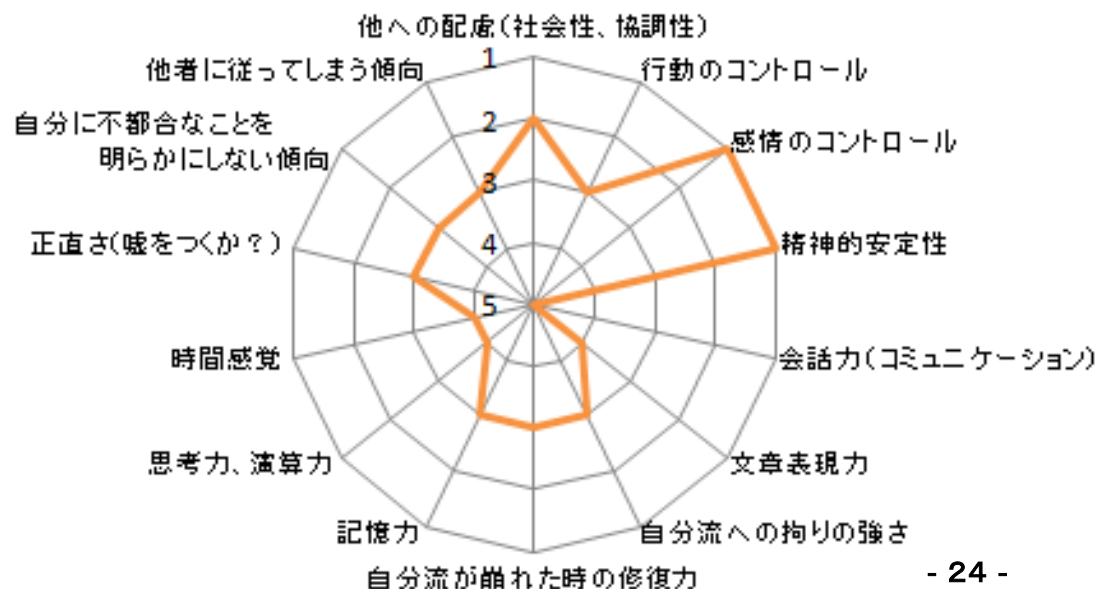 他への配慮(社会性、協調性)
行動のコントロール
感情のコントロール
精神的安定性
会話力(コミュニケーション)
文章表現力
自分流への拘りの強さ
自分流が崩れた時の修復力
記憶力
思考力、演算力
時間感覚
正直さ(嘘をつくか?)
自分に不都合なことを
明らかにしない傾向
他者に従ってしまう傾向
1
2
3
4
5
- 24 -